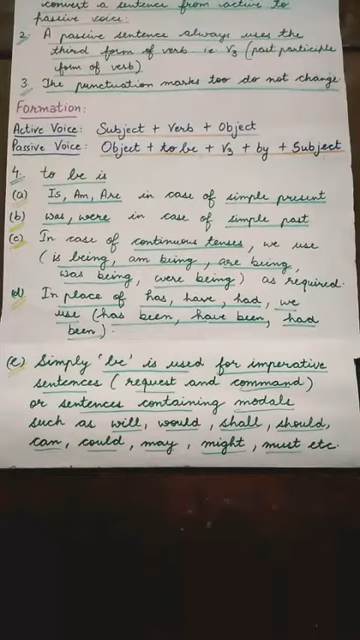 convert a sentence from active to
passive voice:
2. A passive sentence always uses the
third form of verb ie V3 (past participle
form of verb)
3. The punctuation marks too do not change
Formation:
Active Voice: Subject + Verb + Object
Passive Voice: Object + to be + V3 + by + Subject
4. to be is
(a) Is, Am, Are in case of simple present
(b) was, were in case of simple past
(c) In case of continuous tenses, we use
(is being, am being, are being,
was being, were being) as required.
(d) In place of has, have, had, we
use (has been, have been, had
been).
(e) Simply 'be' is used for imperative
sentences (request and command)
or sentences containing modals
such as will, would, shall, should,
can, could, may, might, must etc.